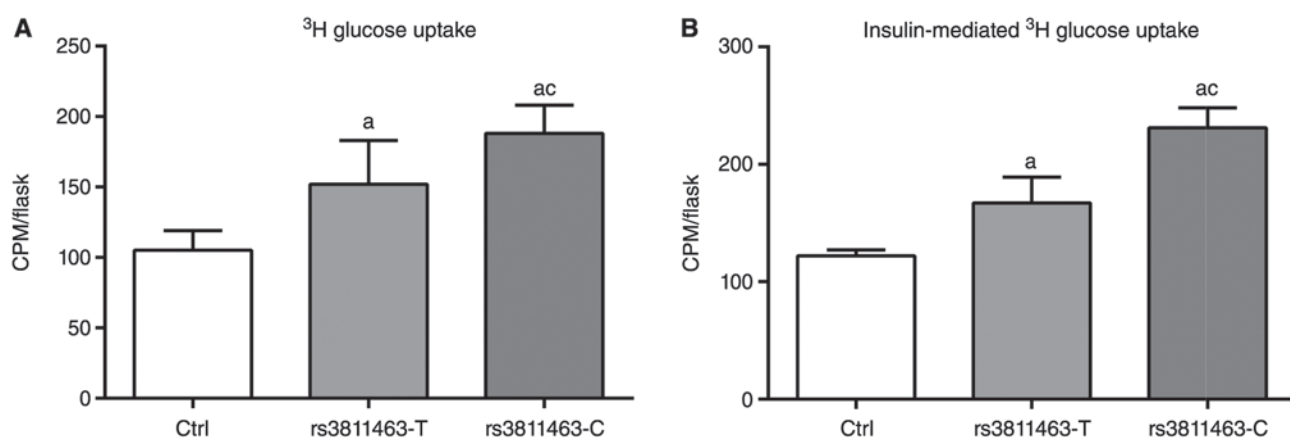 A
³H glucose uptake
CPM/flask
250
200
150
100
50
0
a
ac
Ctrl
rs3811463-T
rs3811463-C
B
Insulin-mediated ³H glucose uptake
CPM/flask
300
200
100
0
a
ac
Ctrl
rs3811463-T
rs3811463-C